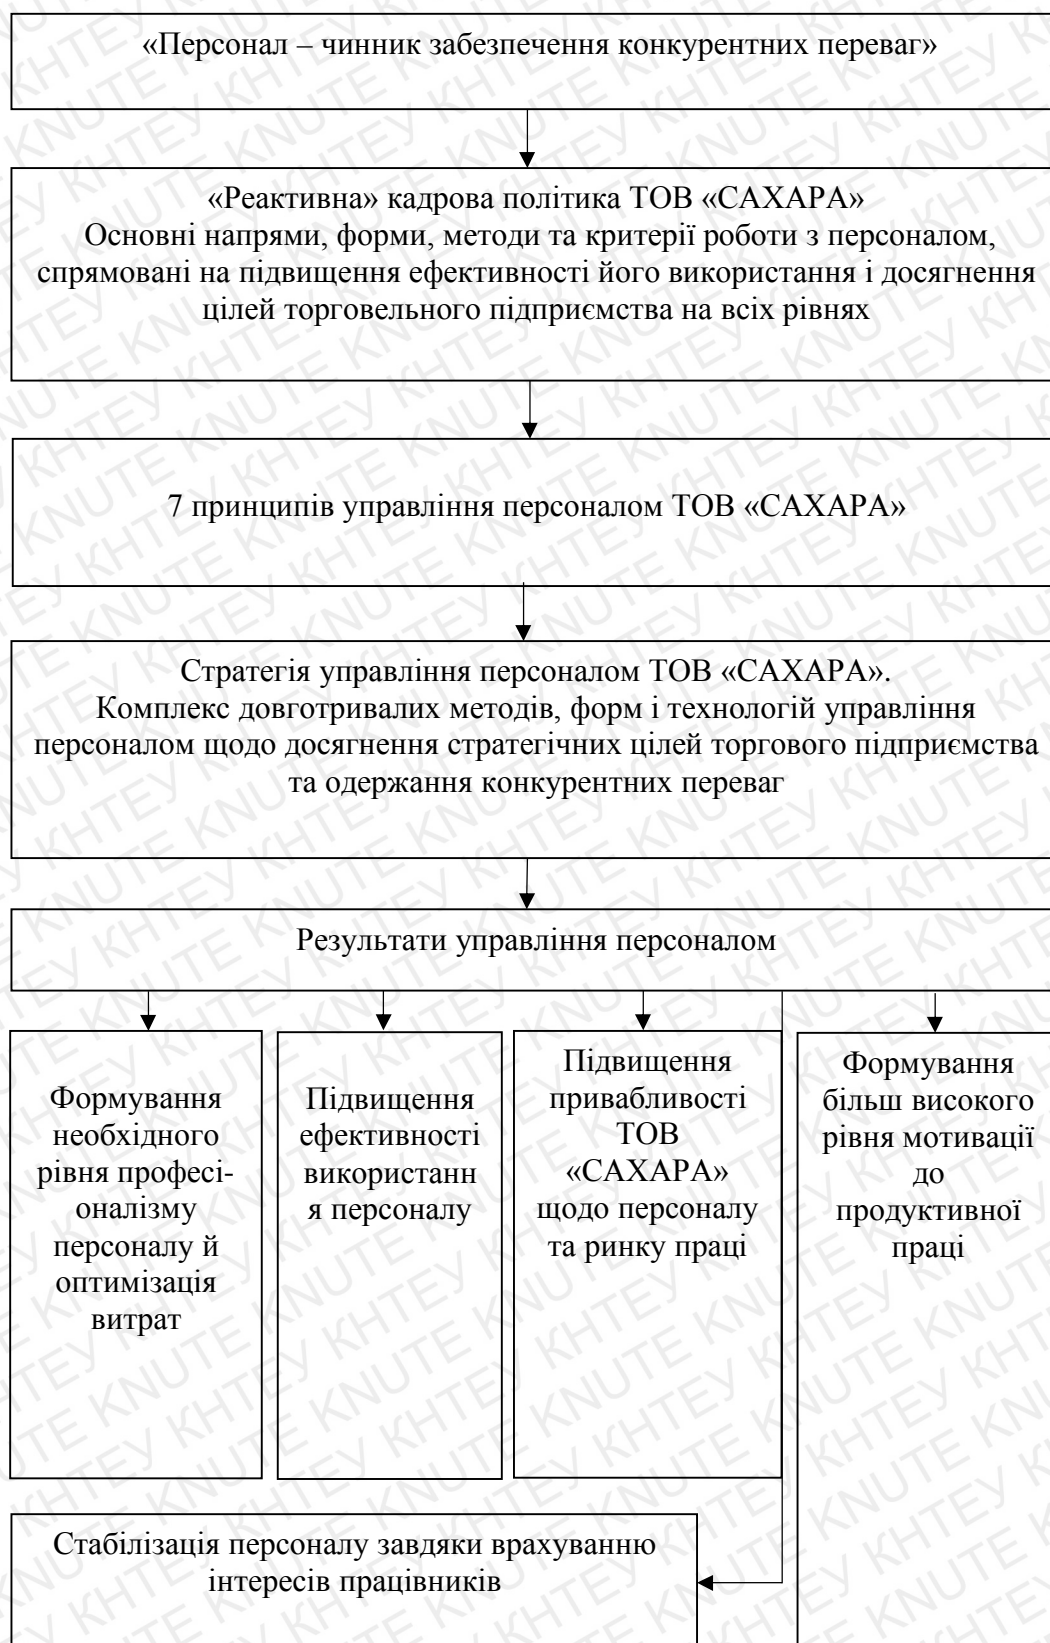 «Персонал – чинник забезпечення конкурентних переваг»
«Реактивна» кадрова політика ТОВ «САХАРА»
Основні напрями, форми, методи та критерії роботи з персоналом,
спрямовані на підвищення ефективності його використання і досягнення
цілей торговельного підприємства на всіх рівнях
7 принципів управління персоналом ТОВ «САХАРА»
Стратегія управління персоналом ТОВ «САХАРА».
Комплекс довготривалих методів, форм і технологій управління
персоналом щодо досягнення стратегічних цілей торгового підприємства
та одержання конкурентних переваг
Результати управління персоналом
Формування
необхідного
рівня професі-
оналізму
персоналу й
оптимізація
витрат
Підвищення
ефективності
використанн
я персоналу
Підвищення
привабливості
ТОВ
«САХАРА»
щодо персоналу
та ринку праці
Формування
більш високого
рівня мотивації
до
продуктивної
праці
Стабілізація персоналу завдяки врахуванню
інтересів працівників